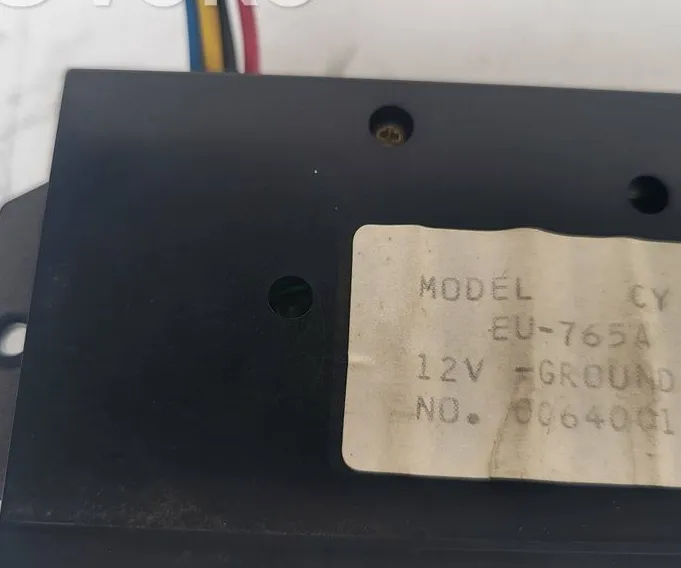 MODEL CY
EU-765A
12V -GROUND
NO. 0064001